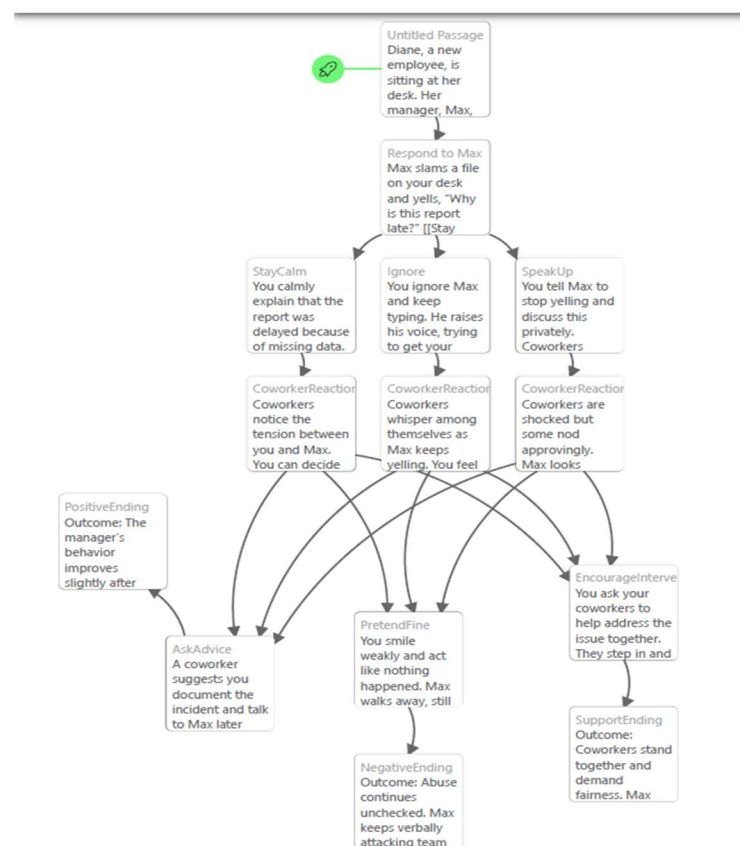 Untitled Passage
Diane, a new
employee, is
sitting at her
desk. Her
manager, Max,
Respond to Max
Max slams a file
on your desk
and yells, "Why
is this report
late?" [[Stay
StayCalm
You calmly
explain that the
report was
delayed because
of missing data.
Ignore
You ignore Max
and keep
typing. He raises
his voice, trying
to get your
SpeakUp
You tell Max to
stop yelling and
discuss this
privately.
Coworkers
CoworkerReaction
Coworkers
notice the
tension between
you and Max.
You can decide
CoworkerReaction
Coworkers
whisper among
themselves as
Max keeps
yelling. You feel
CoworkerReaction
Coworkers are
shocked but
some nod
approvingly.
Max looks
PositiveEnding
Outcome: The
manager's
behavior
improves
slightly after
AskAdvice
A coworker
suggests you
document the
incident and talk
to Max later
PretendFine
You smile
weakly and act
like nothing
happened. Max
walks away, still
EncourageInterve
You ask your
coworkers to
help address the
issue together.
They step in and
NegativeEnding
Outcome: Abuse
continues
unchecked. Max
keeps verbally
attacking team
SupportEnding
Outcome:
Coworkers stand
together and
demand
fairness. Max